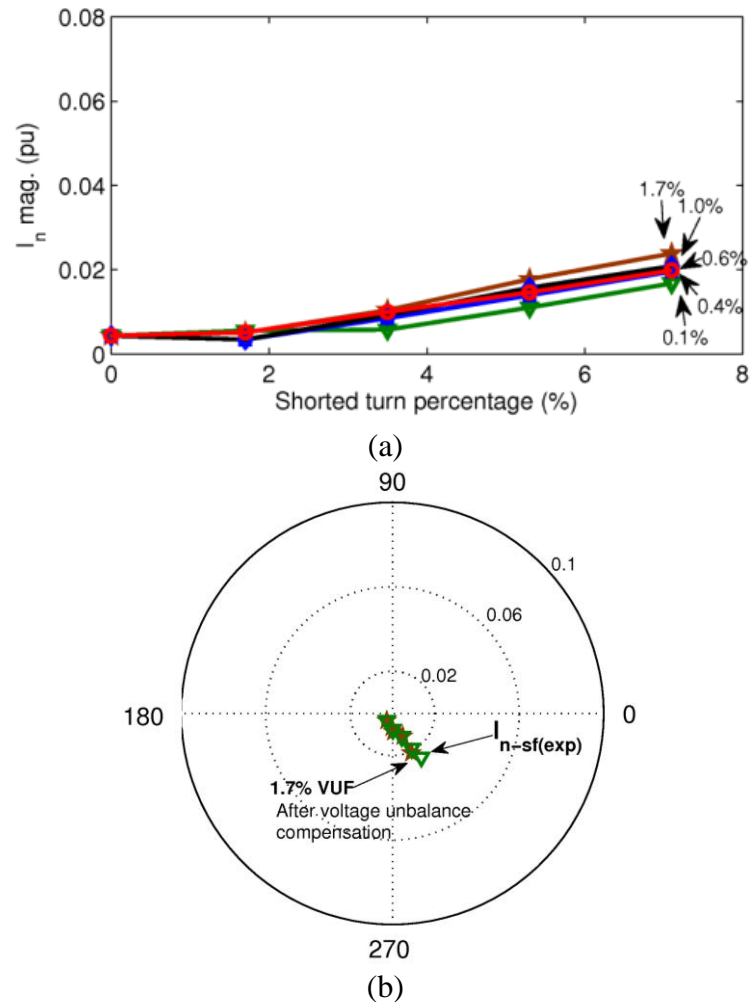 0.08
0.06
0.04
0.02
0
I_n mag. (pu)
1.7%
1.0%
0.6%
0.4%
0.1%
0 2 4 6 8
Shorted turn percentage (%)
(a)
90
0.1
0.06
0.02
180
0
I_n-sf(exp)
1.7% VUF
After voltage unbalance
compensation
270
(b)